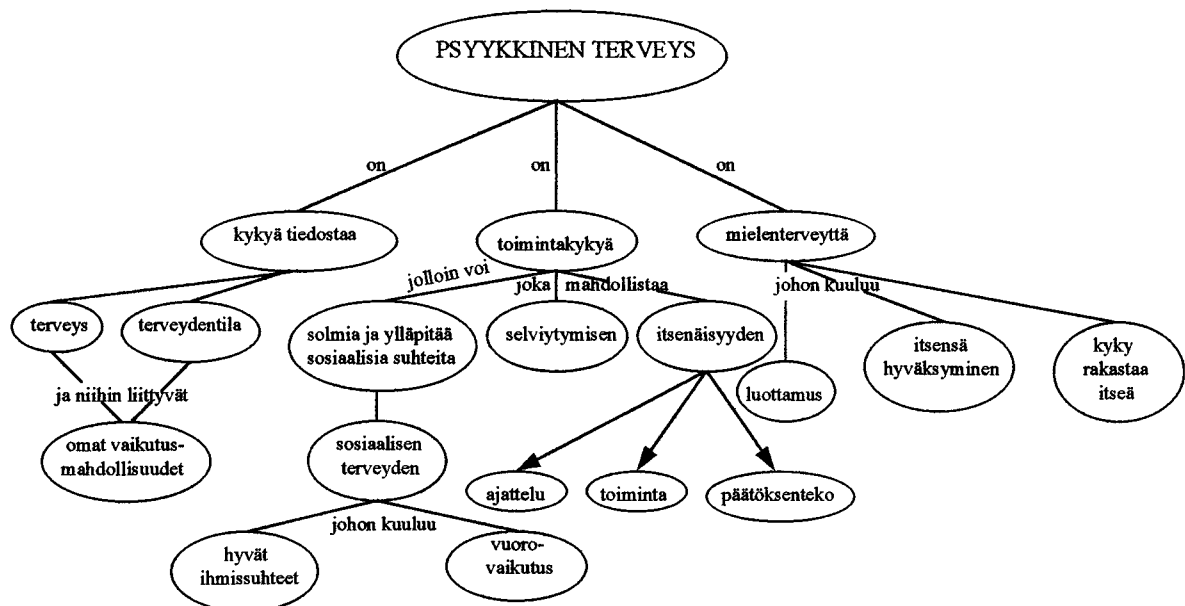 PSYYKKINEN TERVEYS
on
on
on
kykyä tiedostaa
toimintakykyä
mielenterveyttä
jolloin voi
joka mahdollistaa
johon kuuluu
terveys
terveydentila
solmia ja ylläpitää
sosiaalisia suhteita
selviytymisen
itsenäisyyden
itsensä
hyväksyminen
kyky
rakastaa
itseä
ja niihin liittyvät
luottamus
omat vaikutus-
mahdollisuudet
sosiaalisen
terveyden
ajattelu
toiminta
päätöksenteko
johon kuuluu
hyvät
ihmissuhteet
vuoro-
vaikutus